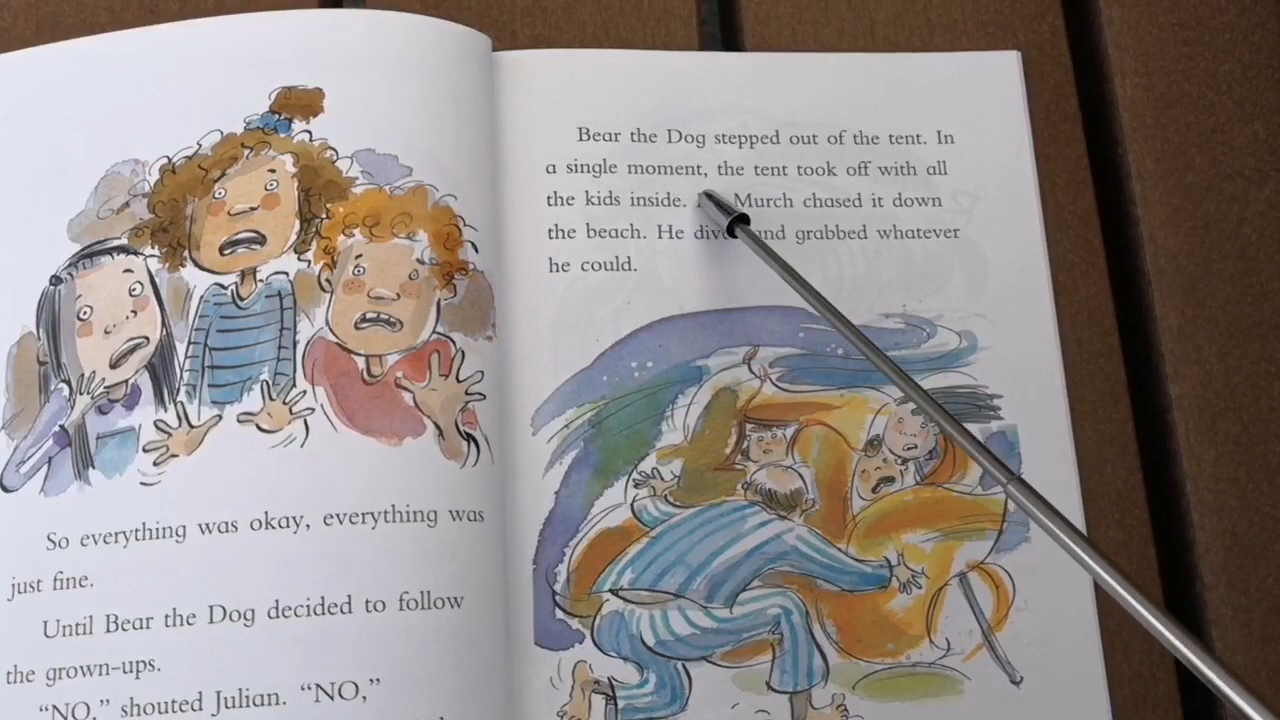 So everything was okay, everything was
just fine.
Until Bear the Dog decided to follow
the grown-ups.
“NO,” shouted Julian. “NO,”
Bear the Dog stepped out of the tent. In
a single moment, the tent took off with all
the kids inside. Murch chased it down
the beach. He and grabbed whatever
he could.